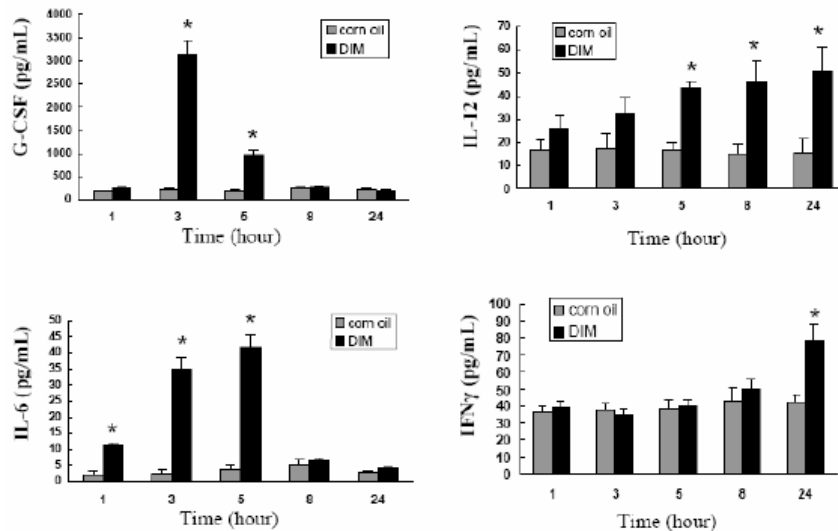 G-CSF (pg/mL)
4000
3500
3000
2500
2000
1500
1000
500
0
corn oil
DIM
*
*
1 3 5 8 24
Time (hour)
IL-12 (pg/mL)
70
60
50
40
30
20
10
0
corn oil
DIM
* * *
1 3 5 8 24
Time (hour)
IL-6 (pg/mL)
50
45
40
35
30
25
20
15
10
5
0
corn oil
DIM
* * *
1 3 5 8 24
Time (hour)
IFNγ (pg/mL)
100
90
80
70
60
50
40
30
20
10
0
corn oil
DIM
*
1 3 5 8 24
Time (hour)